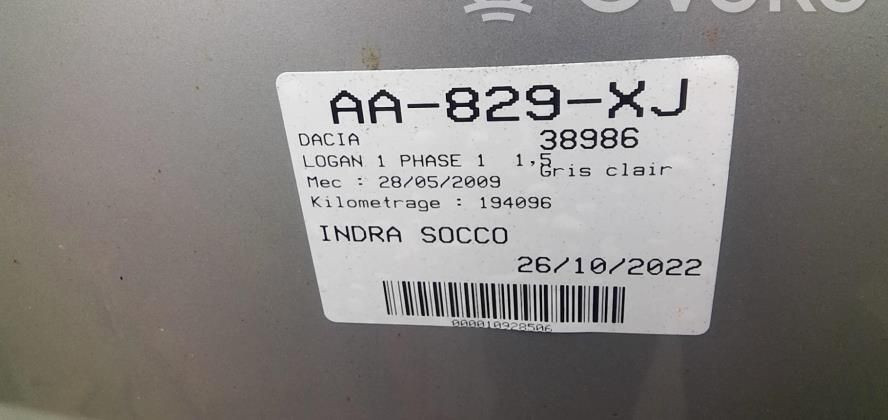 AA-829-XJ
DACIA 38986
LOGAN 1 PHASE 1 1,5
Gris clair
Mec : 28/05/2009
Kilometrage : 194096
INDRA SOCCO
26/10/2022
000010928506